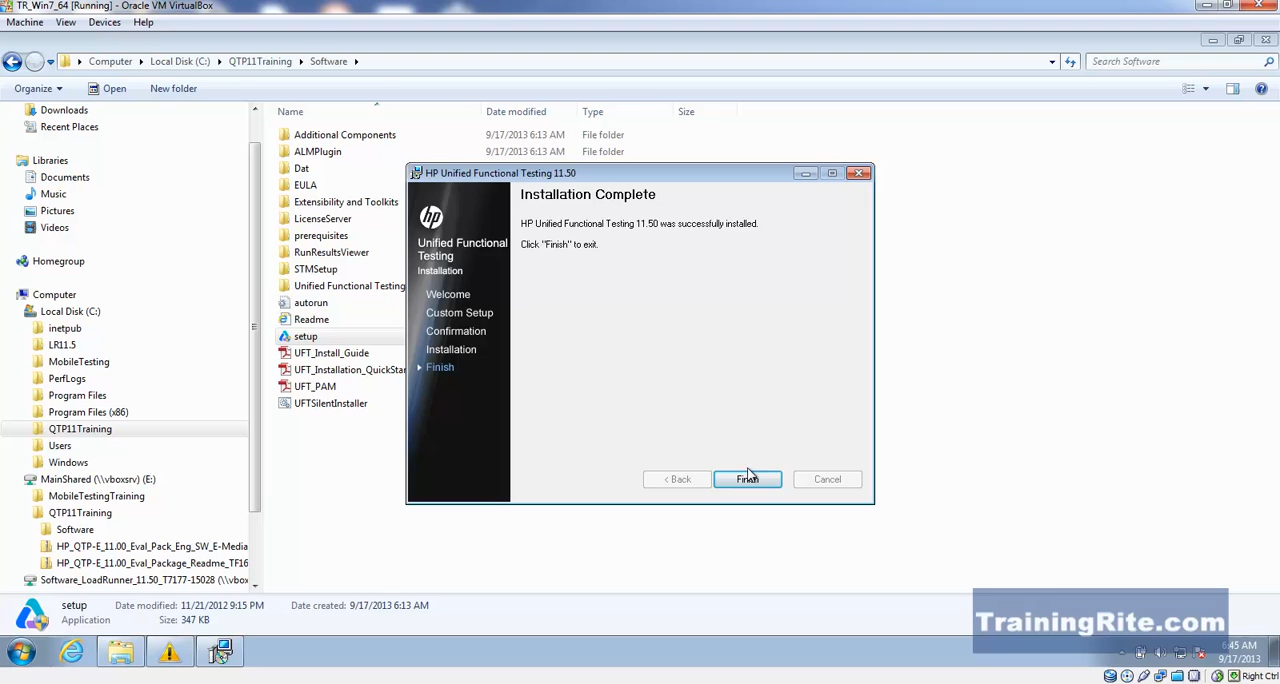 TR_Win7_64 [Running] - Oracle VM VirtualBox
Machine View Devices Help
Computer Local Disk (C:) QTP11Training Software
Search Software
Organize Open New folder
Name Date modified Type Size
Downloads
Recent Places
Libraries
Documents
Music
Pictures
Videos
Homegroup
Computer
Local Disk (C:)
inetpub
LR11.5
MobileTesting
PerfLogs
Program Files
Program Files (x86)
QTP11Training
Users
Windows
MainShared (\\vboxsrv) (E:)
MobileTestingTraining
QTP11Training
Software
HP_QTP-E_11.00_Eval_Pack_Eng_SW_E-Media
HP_QTP-E_11.00_Eval_Package_Readme_TF16
Software_LoadRunner_11.50_T7177-15028 (\\vbox
Additional Components 9/17/2013 6:13 AM File folder
ALMPlugin 9/17/2013 6:13 AM File folder
Dat
EULA
Extensibility and Toolkits
LicenseServer
prerequisites
RunResultsViewer
STMSetup
Unified Functional Testing
autorun
Readme
setup
UFT_Install_Guide
UFT_Installation_QuickStar
UFT_PAM
UFTSilentInstaller
HP Unified Functional Testing 11.50
hp
Unified Functional
Testing
Installation
Welcome
Custom Setup
Confirmation
Installation
Finish
Installation Complete
HP Unified Functional Testing 11.50 was successfully installed.
Click "Finish" to exit.
< Back Finish Cancel
setup Date modified: 11/21/2012 9:15 PM Date created: 9/17/2013 6:13 AM
Application Size: 347 KB
TrainingRite.com
6:45 AM
9/17/2013
Right Ctrl